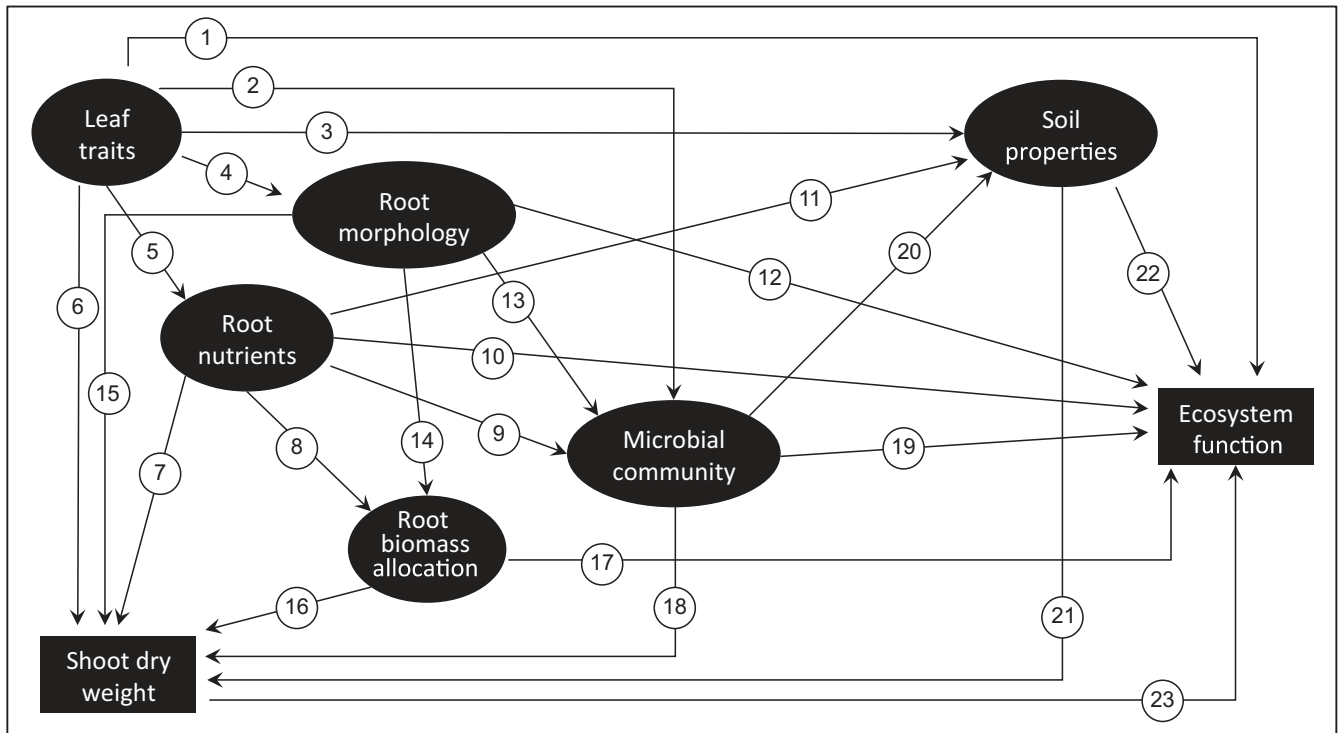 1
2
Leaf
traits
3
Soil
properties
4
Root
morphology
11
5
20
12
22
6
13
Root
nutrients
10
15
Ecosystem
function
9
14
8
Microbial
community
19
7
Root
biomass
allocation
17
16
18
21
Shoot dry
weight
23